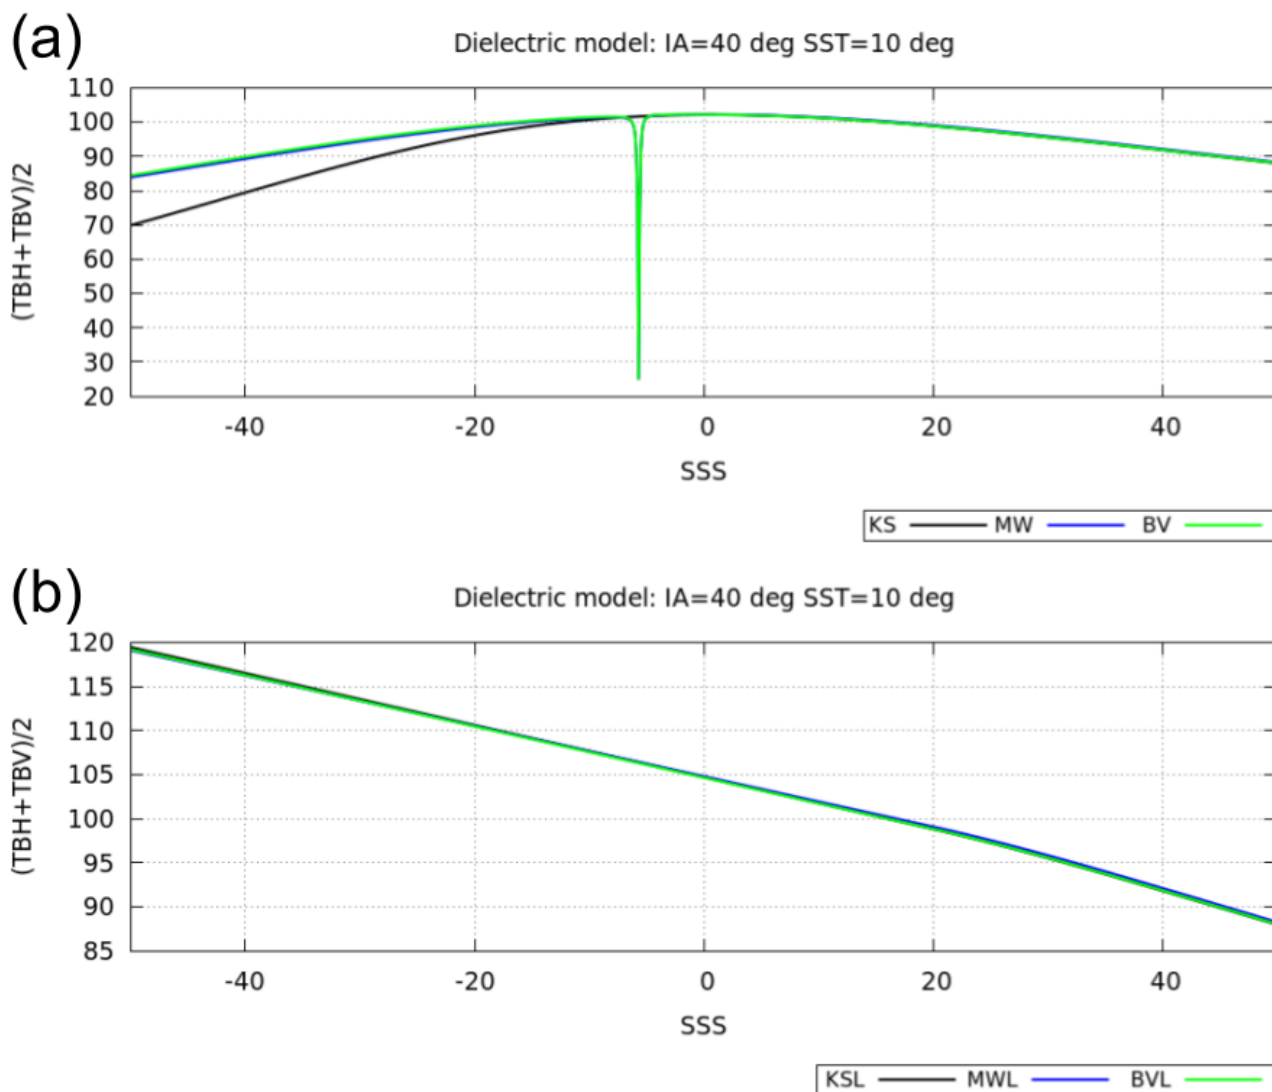 (a)
Dielectric model: IA=40 deg SST=10 deg
(TBH+TBV)/2
110
100
90
80
70
60
50
40
30
20
-40 -20 0 20 40
SSS
KS MW BV
(b)
Dielectric model: IA=40 deg SST=10 deg
(TBH+TBV)/2
120
115
110
105
100
95
90
85
-40 -20 0 20 40
SSS
KSL MWL BVL